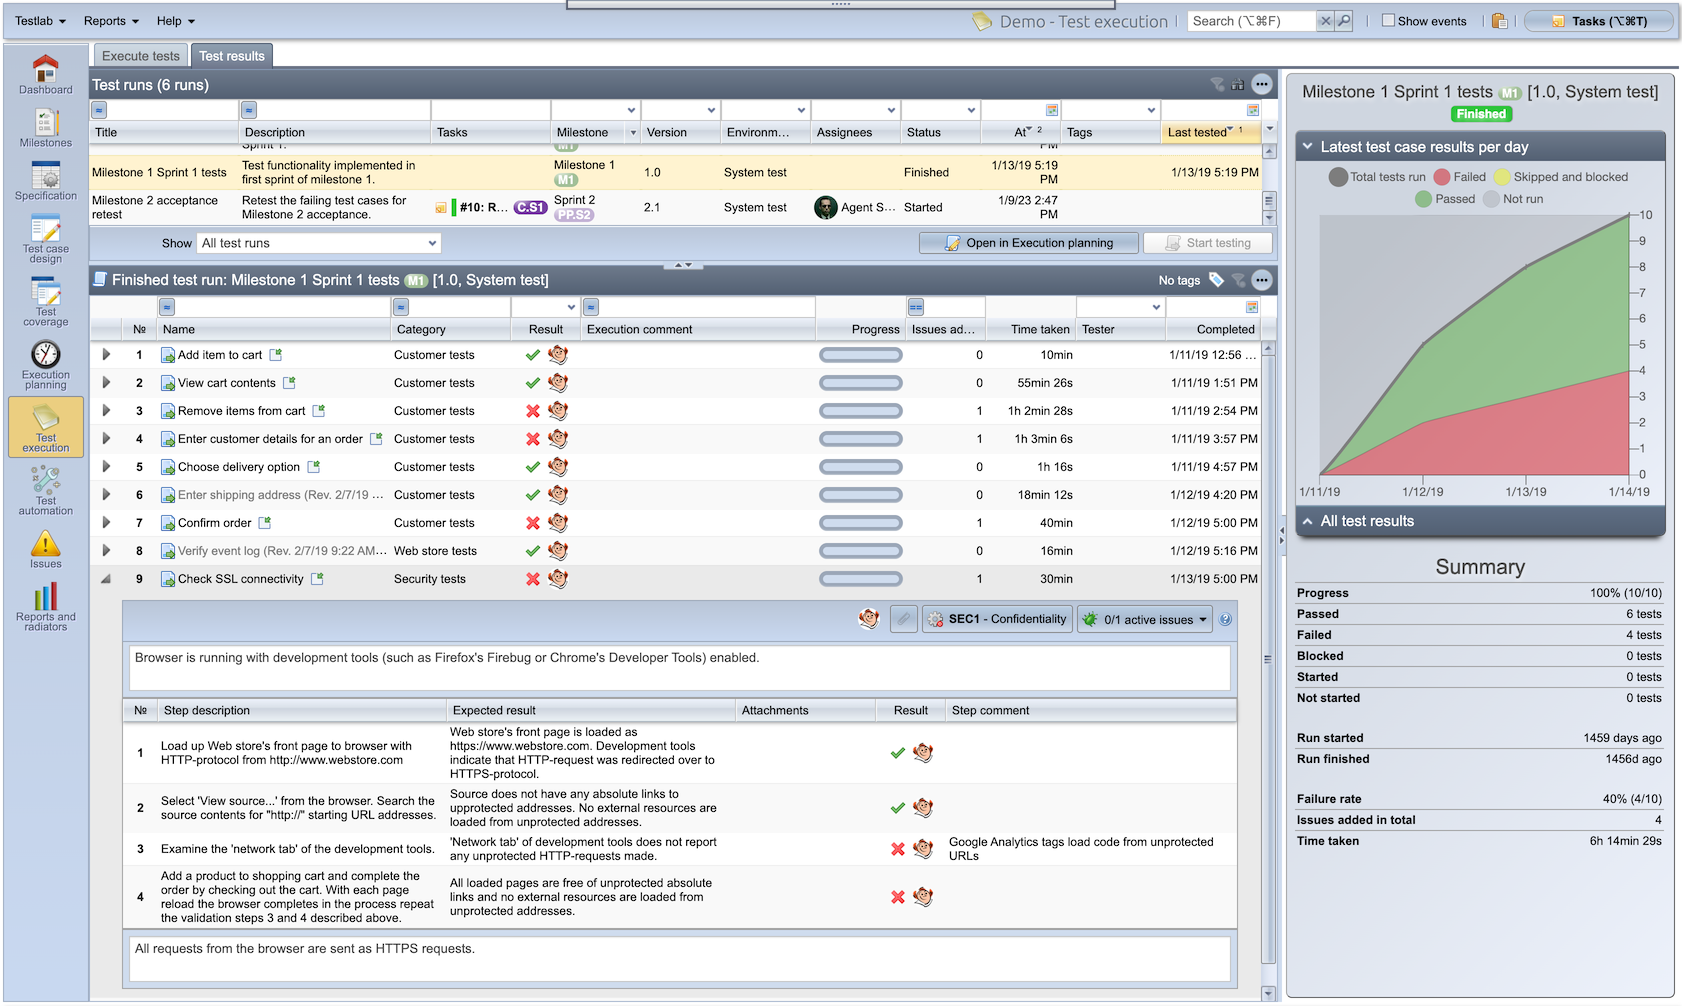 Testlab Reports Help
Demo - Test execution
Search (⌥⌘F)
Show events
Tasks (⌥⌘T)
Dashboard
Milestones
Specification
Test case
design
Test
coverage
Execution
planning
Test
execution
Test
automation
Issues
Reports and
radiators
Execute tests Test results
Test runs (6 runs)
Title Description Tasks Milestone Version Environm... Assignees Status At 2 Tags Last tested 1
Sprint 1. M1 PM
Milestone 1 Sprint 1 tests
Test functionality implemented in
first sprint of milestone 1.
Milestone 1
M1
1.0 System test Finished
1/13/19 5:19
PM
1/13/19 5:19 PM
Milestone 2 acceptance
retest
Retest the failing test cases for
Milestone 2 acceptance.
#10: R... C.S1
Sprint 2
PP.S2
2.1 System test Agent S... Started
1/9/23 2:47
PM
Show All test runs
Open in Execution planning
Start testing
Finished test run: Milestone 1 Sprint 1 tests M1 [1.0, System test]
No tags
№ Name Category Result Execution comment Progress Issues ad... Time taken Tester Completed
1 Add item to cart Customer tests 0 10min 1/11/19 12:56 ...
2 View cart contents Customer tests 0 55min 26s 1/11/19 1:51 PM
3 Remove items from cart Customer tests 1 1h 2min 28s 1/11/19 2:54 PM
4 Enter customer details for an order Customer tests 1 1h 3min 6s 1/11/19 3:57 PM
5 Choose delivery option Customer tests 0 1h 16s 1/11/19 4:57 PM
6 Enter shipping address (Rev. 2/7/19 ... Customer tests 0 18min 12s 1/12/19 4:20 PM
7 Confirm order Customer tests 1 40min 1/12/19 5:00 PM
8 Verify event log (Rev. 2/7/19 9:22 AM... Web store tests 0 16min 1/12/19 5:16 PM
9 Check SSL connectivity Security tests 1 30min 1/13/19 5:00 PM
SEC1 - Confidentiality
0/1 active issues
Browser is running with development tools (such as Firefox's Firebug or Chrome's Developer Tools) enabled.
№ Step description Expected result Attachments Result Step comment
1
Load up Web store's front page to browser with
HTTP-protocol from http://www.webstore.com
Web store's front page is loaded as
https://www.webstore.com. Development tools
indicate that HTTP-request was redirected over to
HTTPS-protocol.
2
Select 'View source...' from the browser. Search the
source contents for "http://" starting URL addresses.
Source does not have any absolute links to
upprotected addresses. No external resources are
loaded from unprotected addresses.
3
Examine the 'network tab' of the development tools.
'Network tab' of development tools does not report
any unprotected HTTP-requests made.
Google Analytics tags load code from unprotected
URLs
4
Add a product to shopping cart and complete the
order by checking out the cart. With each page
reload the browser completes in the process repeat
the validation steps 3 and 4 described above.
All loaded pages are free of unprotected absolute
links and no external resources are loaded from
unprotected addresses.
All requests from the browser are sent as HTTPS requests.
Milestone 1 Sprint 1 tests M1 [1.0, System test]
Finished
Latest test case results per day
Total tests run Failed Skipped and blocked
Passed Not run
10
9
8
7
6
5
4
3
2
1
0
1/11/19 1/12/19 1/13/19 1/14/19
All test results
Summary
Progress 100% (10/10)
Passed 6 tests
Failed 4 tests
Blocked 0 tests
Started 0 tests
Not started 0 tests
Run started 1459 days ago
Run finished 1456d ago
Failure rate 40% (4/10)
Issues added in total 4
Time taken 6h 14min 29s